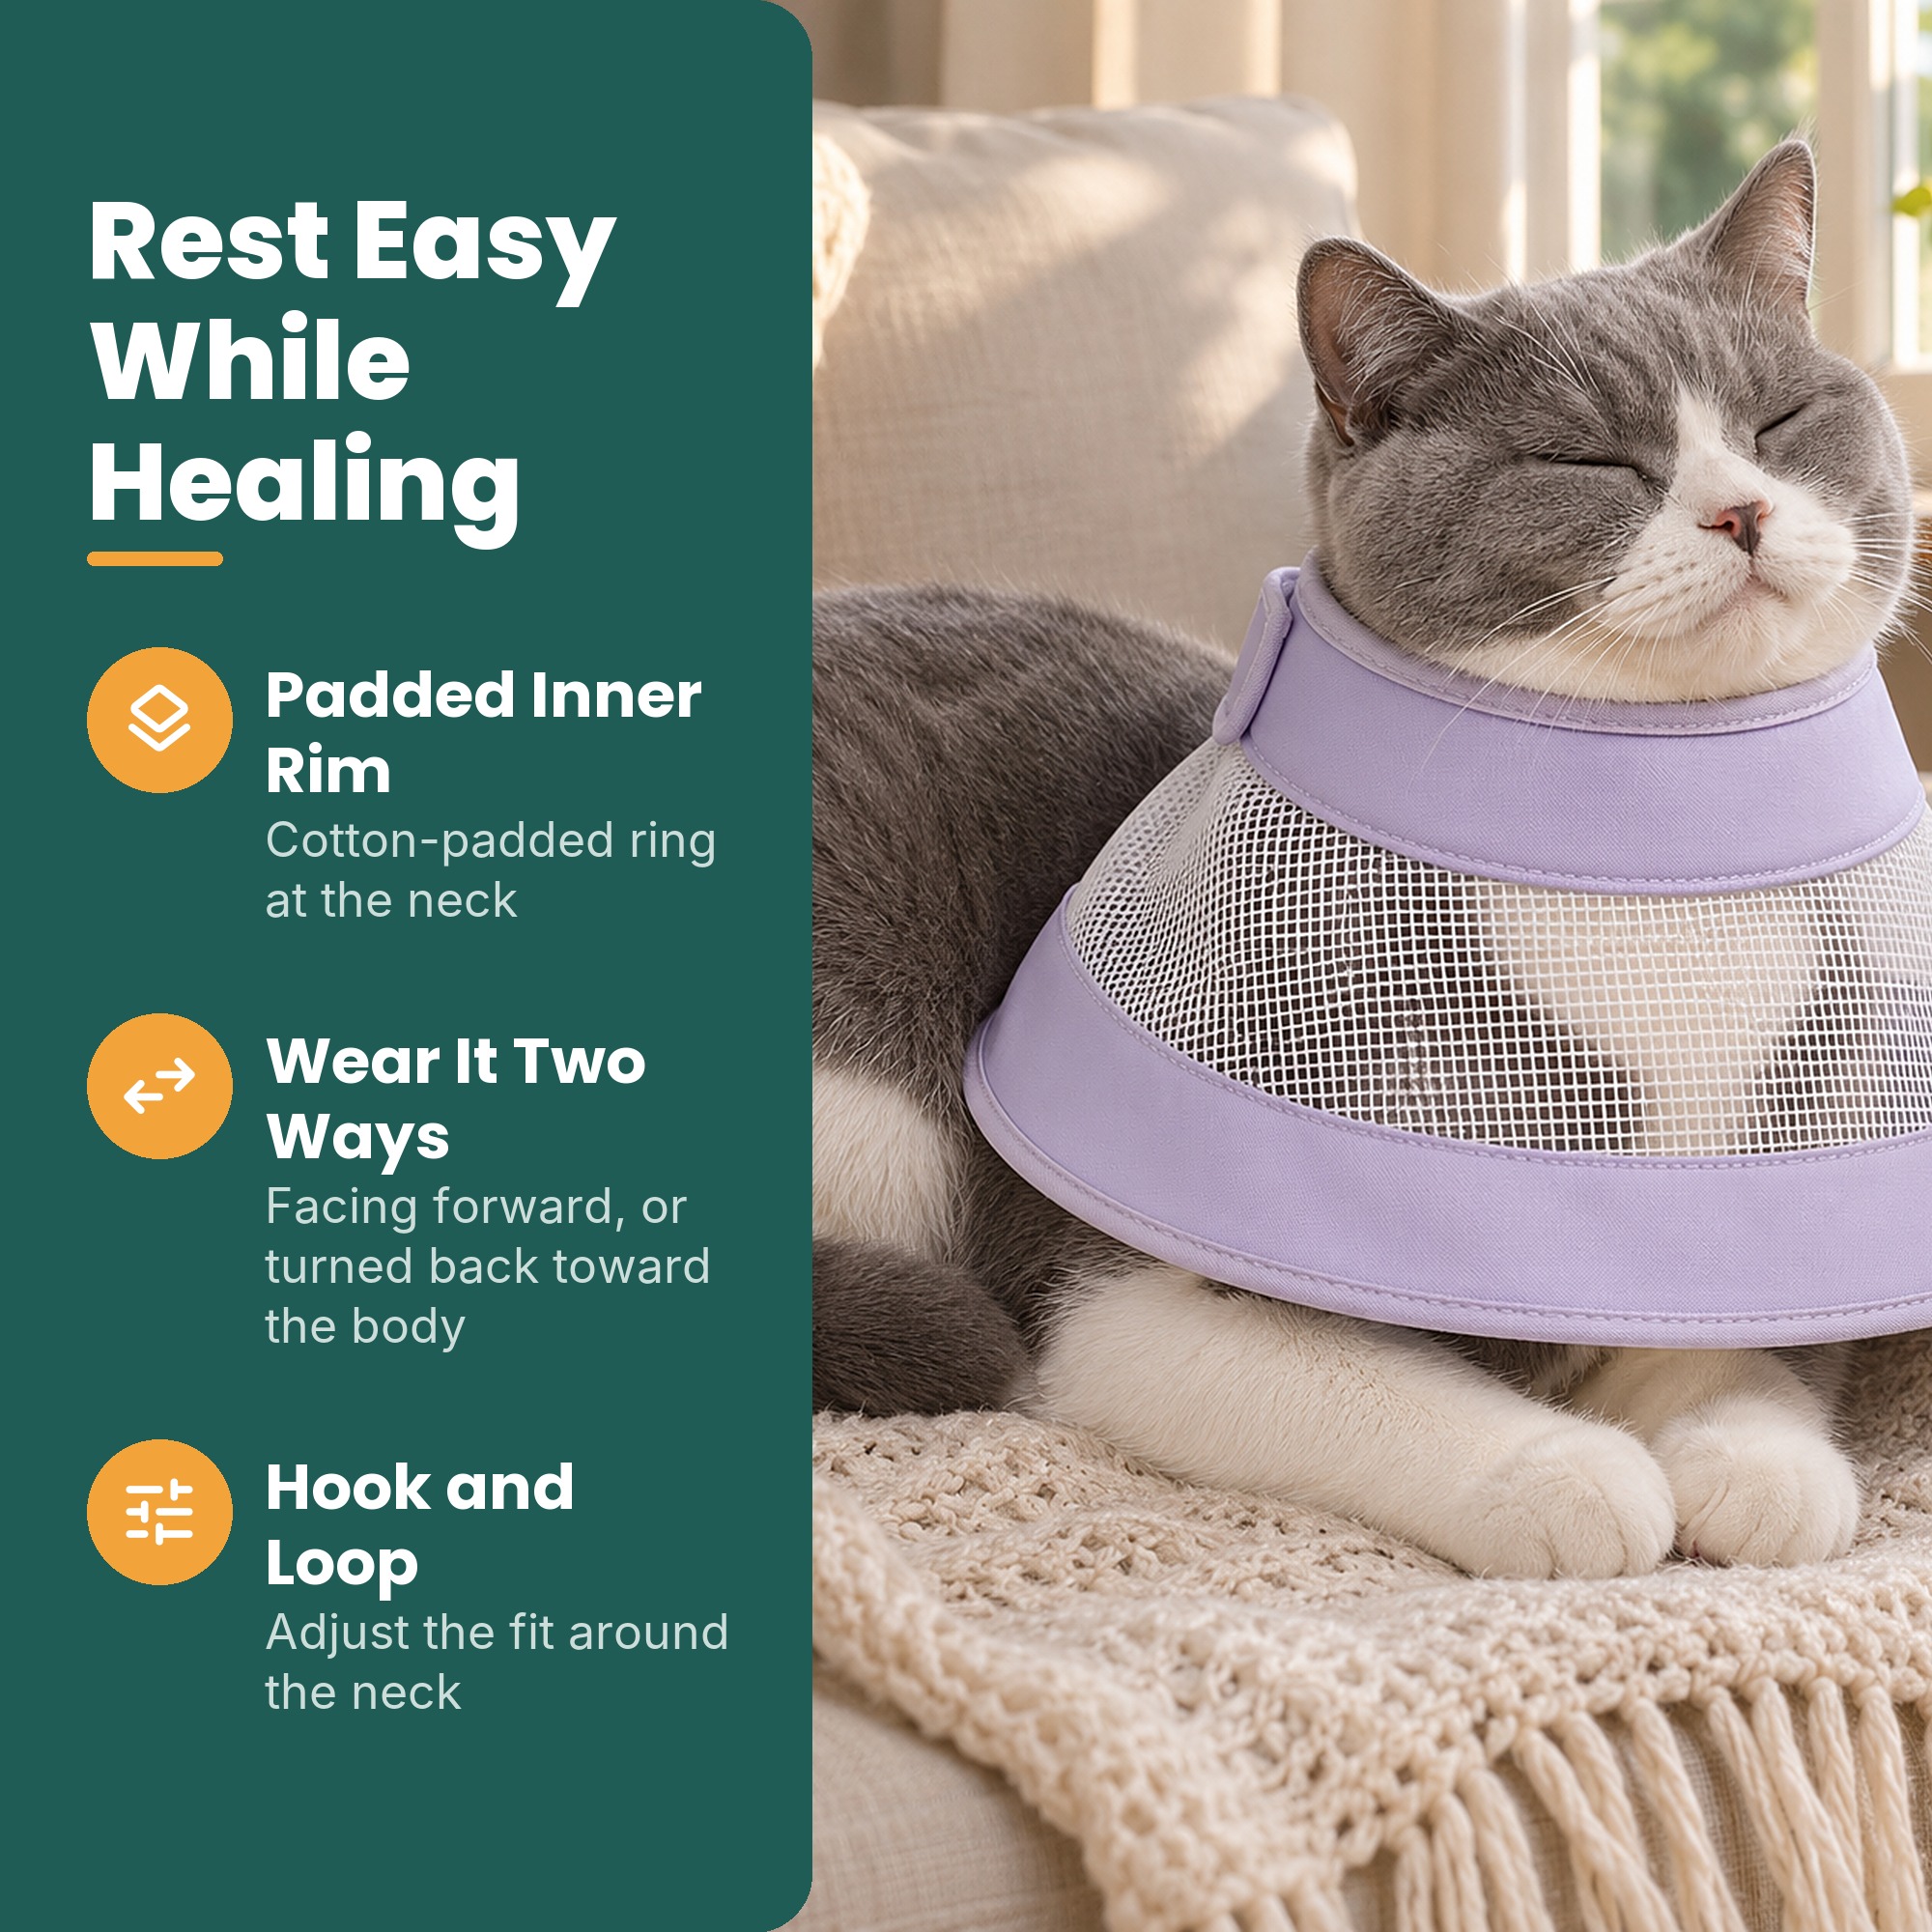 Rest Easy
While
Healing
Padded Inner
Rim
Cotton-padded ring
at the neck
Wear It Two
Ways
Facing forward, or
turned back toward
the body
Hook and
Loop
Adjust the fit around
the neck